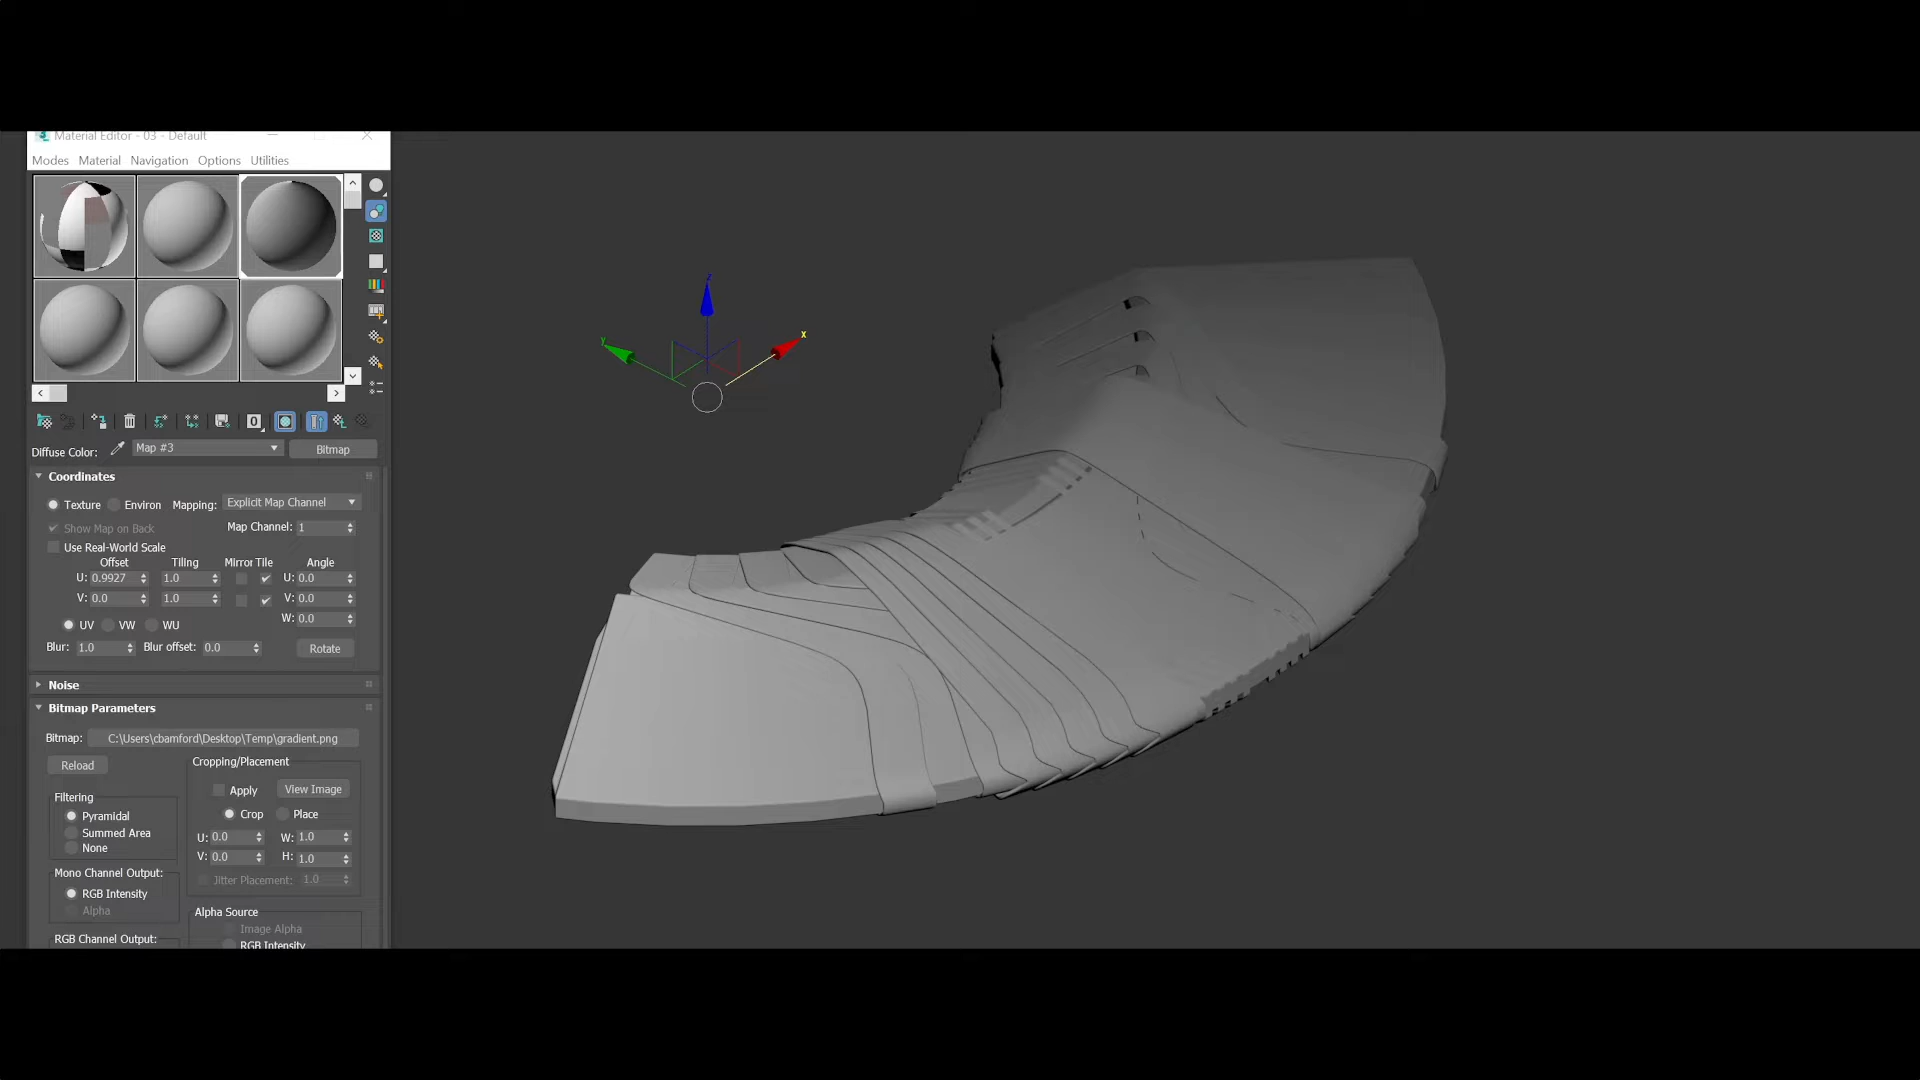 Material Editor - 03 - Default
Modes Material Navigation Options Utilities
Diffuse Color: Map #3 Bitmap
Coordinates
Texture Environ Mapping: Explicit Map Channel
Show Map on Back Map Channel: 1
Use Real-World Scale
Offset Tiling Mirror Tile Angle
U: 0.9927 1.0 U: 0.0
V: 0.0 1.0 V: 0.0
W: 0.0
UV VW WU
Blur: 1.0 Blur offset: 0.0 Rotate
Noise
Bitmap Parameters
Bitmap: C:\Users\cbamford\Desktop\Temp\gradient.png
Reload Cropping/Placement
Apply View Image
Filtering
Crop Place
Pyramidal
Summed Area
None
U: 0.0 W: 1.0
V: 0.0 H: 1.0
Jitter Placement: 1.0
Mono Channel Output:
RGB Intensity
Alpha
Alpha Source
Image Alpha
RGB Intensity
RGB Channel Output:
z
y
x